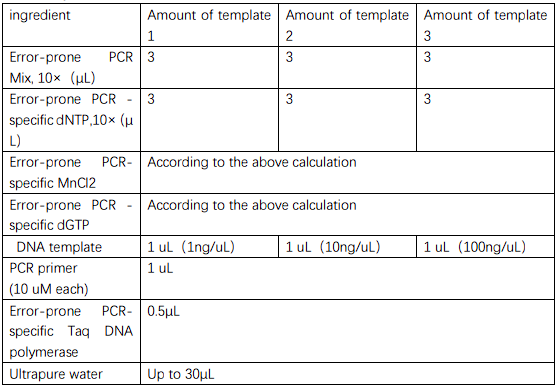 ingredient Amount of template 1 Amount of template 2 Amount of template 3
Error-prone PCR Mix, 10× (μL) 3 3 3
Error-prone PCR - specific dNTP,10× (μL) 3 3 3
Error-prone PCR-specific MnCl2 According to the above calculation
Error-prone PCR - specific dGTP According to the above calculation
DNA template 1 uL (1ng/uL) 1 uL (10ng/uL) 1 uL (100ng/uL)
PCR primer (10 uM each) 1 uL
Error-prone PCR-specific Taq DNA polymerase 0.5μL
Ultrapure water Up to 30μL